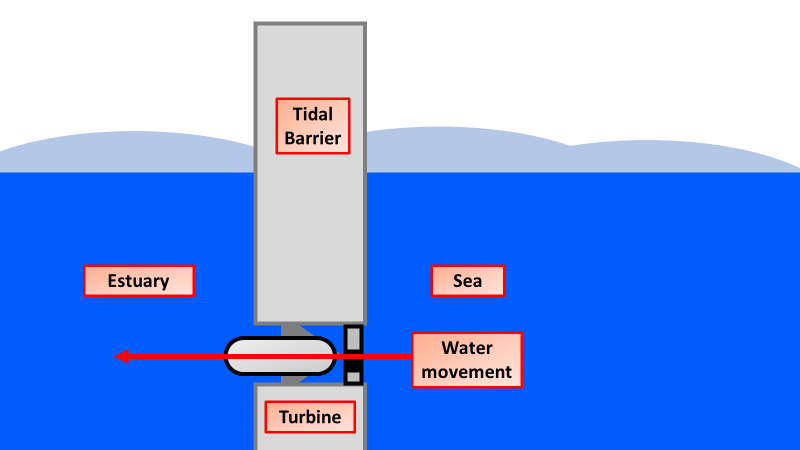 Tidal
Barrier
Estuary
Sea
Water
movement
Turbine